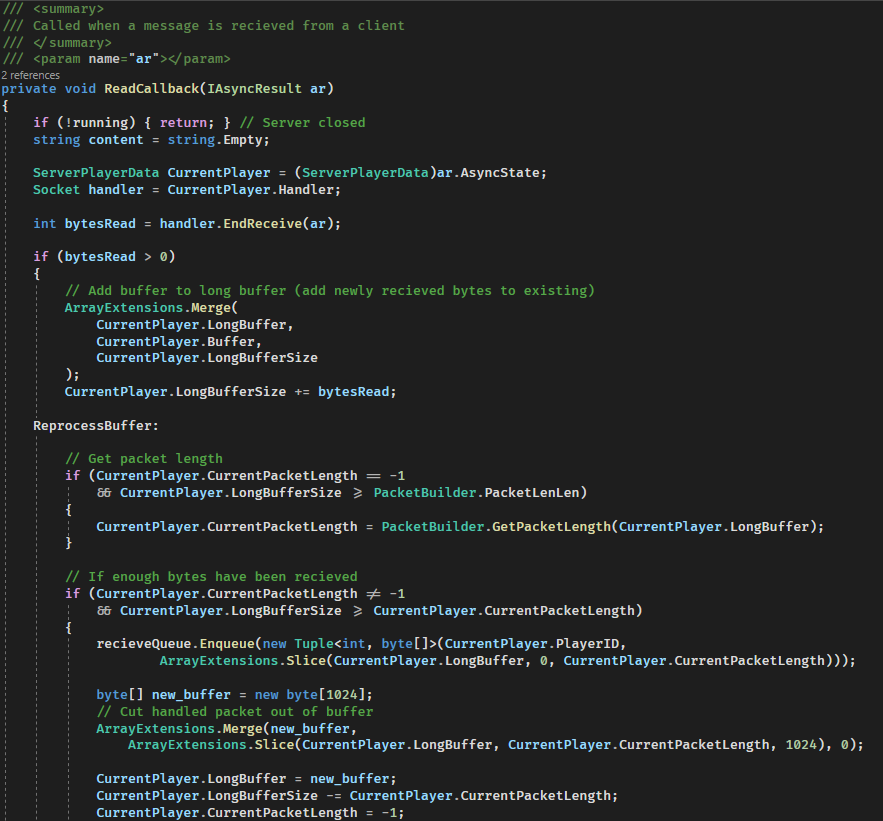 /// <summary>
/// Called when a message is recieved from a client
/// </summary>
/// <param name="ar"></param>
2 references
private void ReadCallback(IAsyncResult ar)
{
if (!running) { return; } // Server closed
string content = string.Empty;
ServerPlayerData CurrentPlayer = (ServerPlayerData)ar.AsyncState;
Socket handler = CurrentPlayer.Handler;
int bytesRead = handler.EndReceive(ar);
if (bytesRead > 0)
{
// Add buffer to long buffer (add newly recieved bytes to existing)
ArrayExtensions.Merge(
CurrentPlayer.LongBuffer,
CurrentPlayer.Buffer,
CurrentPlayer.LongBufferSize
);
CurrentPlayer.LongBufferSize += bytesRead;
ReprocessBuffer:
// Get packet length
if (CurrentPlayer.CurrentPacketLength == -1
&& CurrentPlayer.LongBufferSize >= PacketBuilder.PacketLenLen)
{
CurrentPlayer.CurrentPacketLength = PacketBuilder.GetPacketLength(CurrentPlayer.LongBuffer);
}
// If enough bytes have been recieved
if (CurrentPlayer.CurrentPacketLength != -1
&& CurrentPlayer.LongBufferSize >= CurrentPlayer.CurrentPacketLength)
{
recieveQueue.Enqueue(new Tuple<int, byte[]>(CurrentPlayer.PlayerID,
ArrayExtensions.Slice(CurrentPlayer.LongBuffer, 0, CurrentPlayer.CurrentPacketLength)));
byte[] new_buffer = new byte[1024];
// Cut handled packet out of buffer
ArrayExtensions.Merge(new_buffer,
ArrayExtensions.Slice(CurrentPlayer.LongBuffer, CurrentPlayer.CurrentPacketLength, 1024), 0);
CurrentPlayer.LongBuffer = new_buffer;
CurrentPlayer.LongBufferSize -= CurrentPlayer.CurrentPacketLength;
CurrentPlayer.CurrentPacketLength = -1;